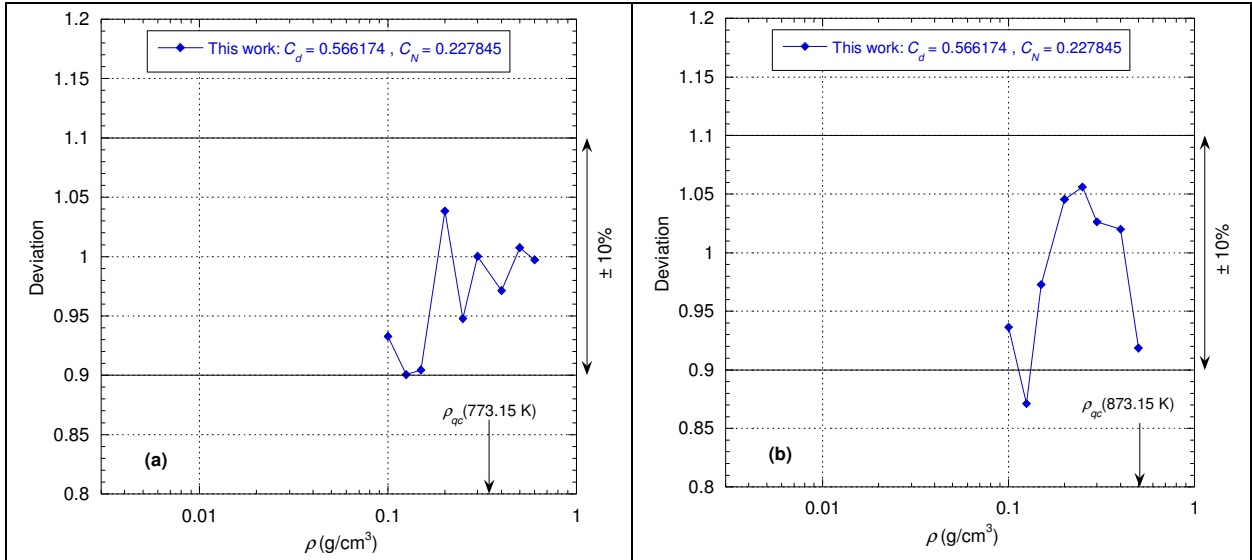 This work: C_d = 0.566174 , C_N = 0.227845
1.2
1.15
1.1
1.05
1
0.95
0.9
0.85
0.8
Deviation
± 10%
ρ_qc(773.15 K)
(a)
0.01
0.1
1
ρ (g/cm³)
This work: C_d = 0.566174 , C_N = 0.227845
1.2
1.15
1.1
1.05
1
0.95
0.9
0.85
0.8
Deviation
± 10%
ρ_qc(873.15 K)
(b)
0.01
0.1
1
ρ (g/cm³)